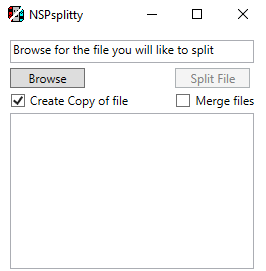 NSPsplitty
Browse for the file you will like to split
Browse
Split File
Create Copy of file
Merge files